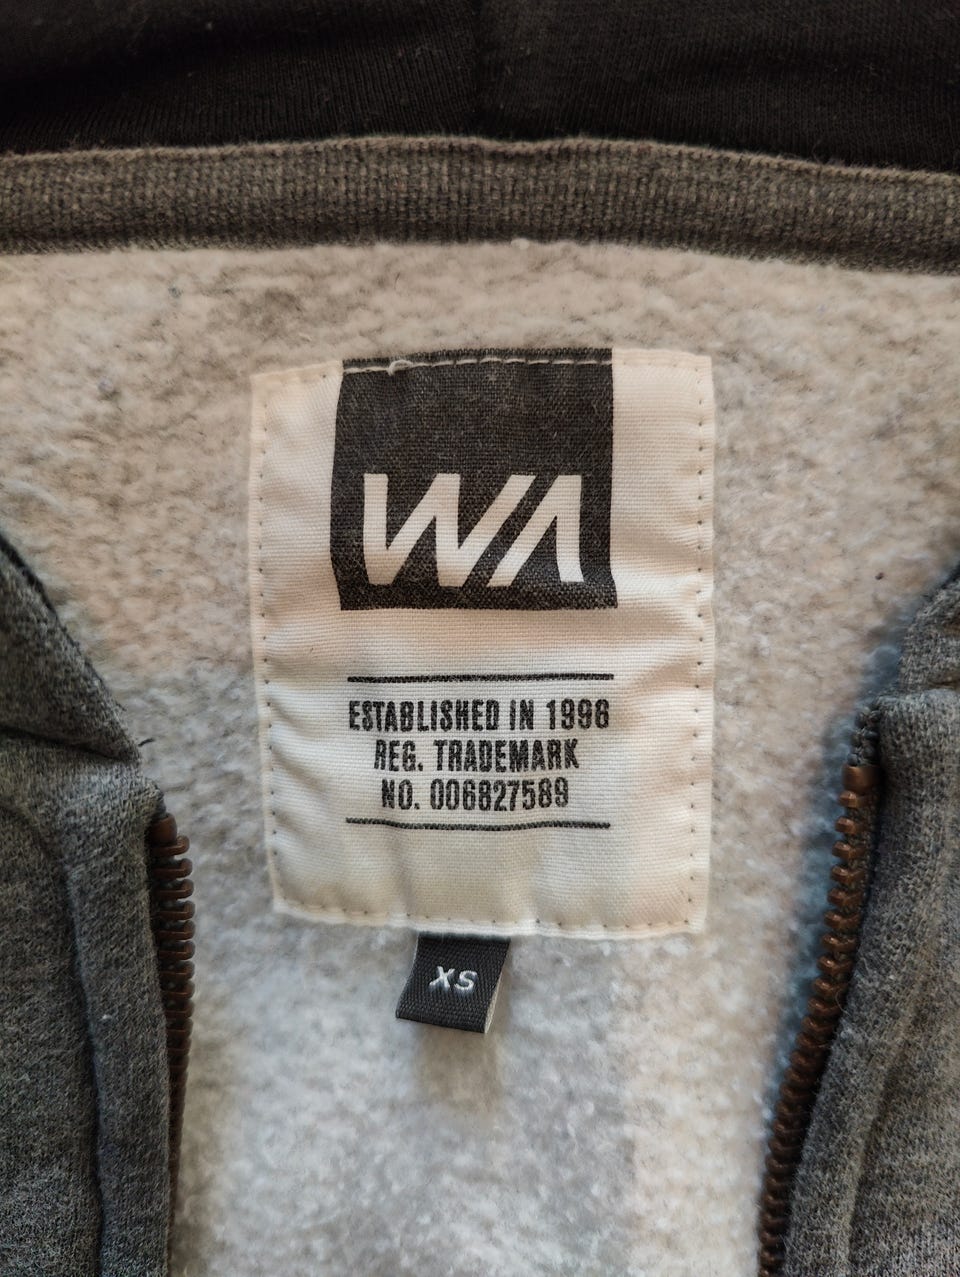 WA
ESTABLISHED IN 1996
REG. TRADEMARK
NO. 006827589
XS